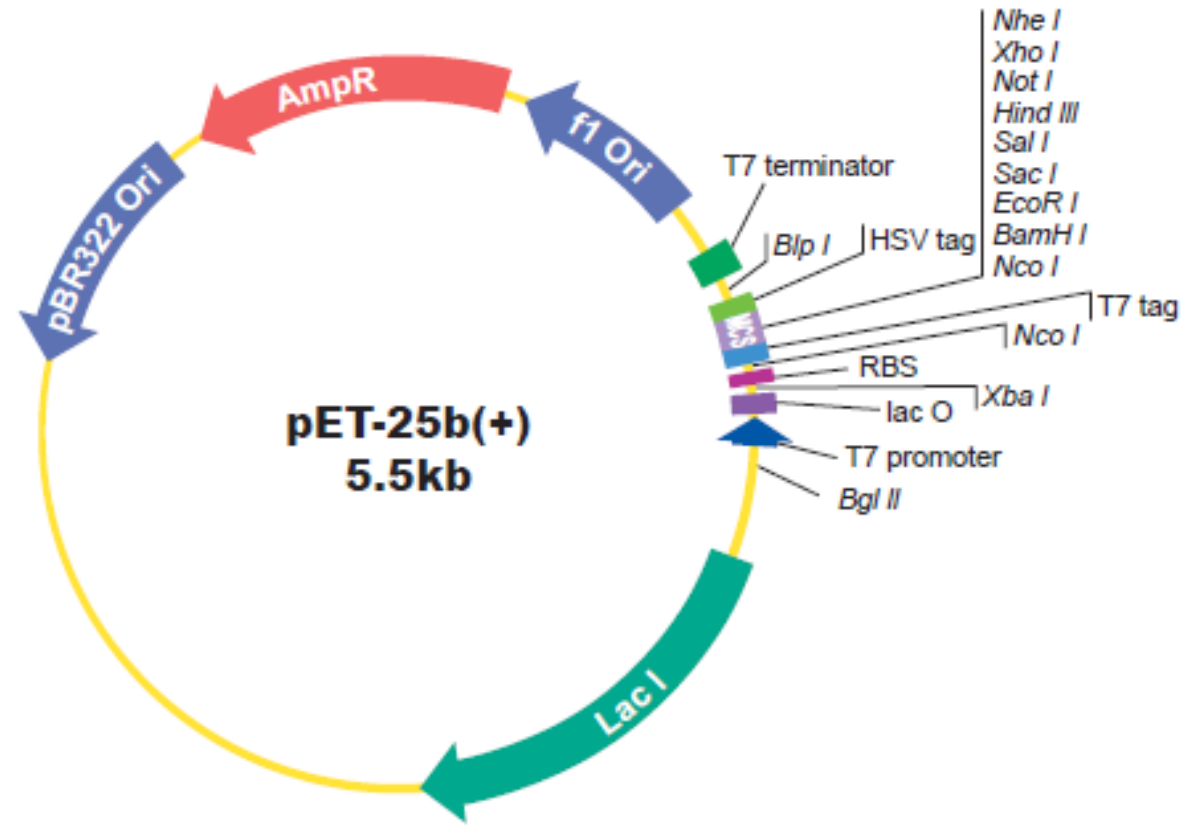 Nhe I
Xho I
Not I
Hind III
Sal I
Sac I
EcoR I
BamH I
Nco I
AmpR
f1 Ori
pBR322 Ori
T7 terminator
Blp I
HSV tag
MCS
T7 tag
Nco I
RBS
Xba I
lac O
T7 promoter
Bgl II
pET-25b(+)
5.5kb
Lac I